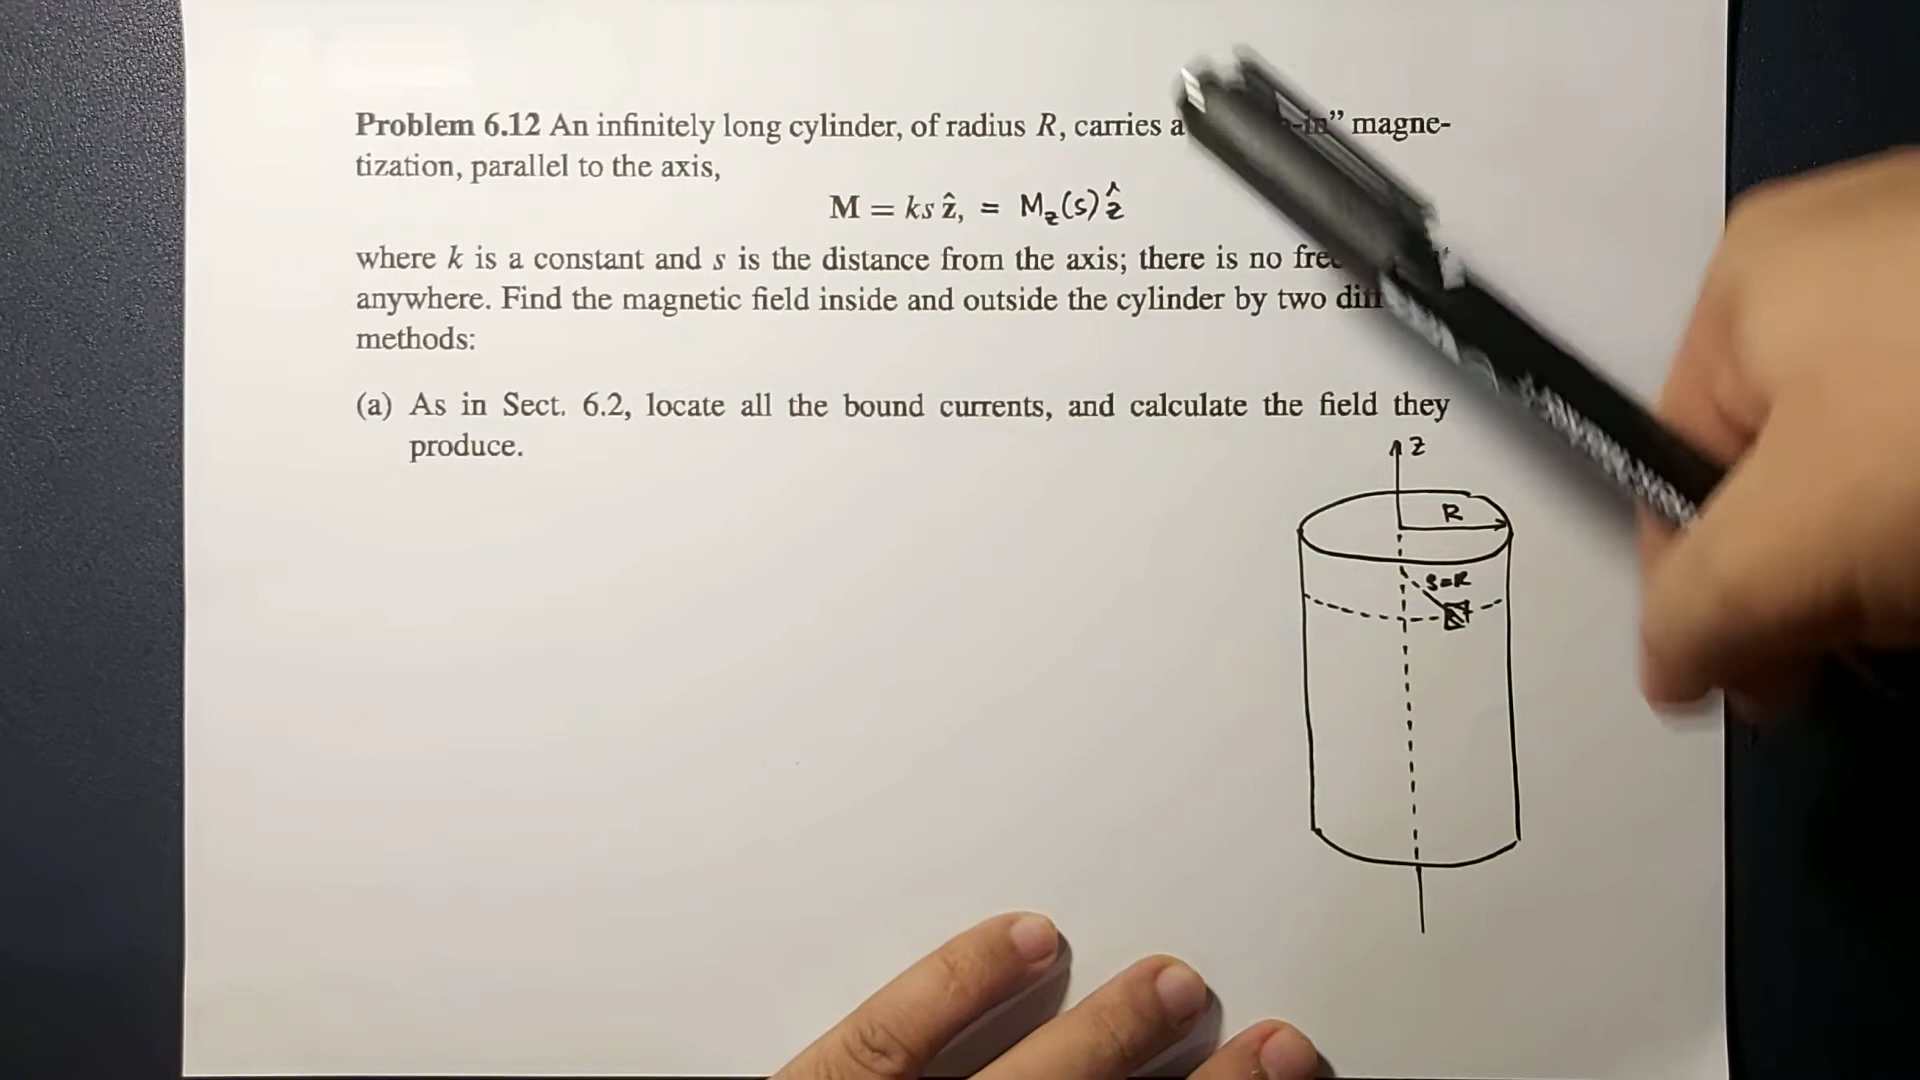 Problem 6.12 An infinitely long cylinder, of radius R, carries a -in” magne-
tization, parallel to the axis,
M = ks ẑ, = M_z(s) ẑ
where k is a constant and s is the distance from the axis; there is no
anywhere. Find the magnetic field inside and outside the cylinder by two
methods:
(a) As in Sect. 6.2, locate all the bound currents, and calculate the field they
produce.
z
R
s=R